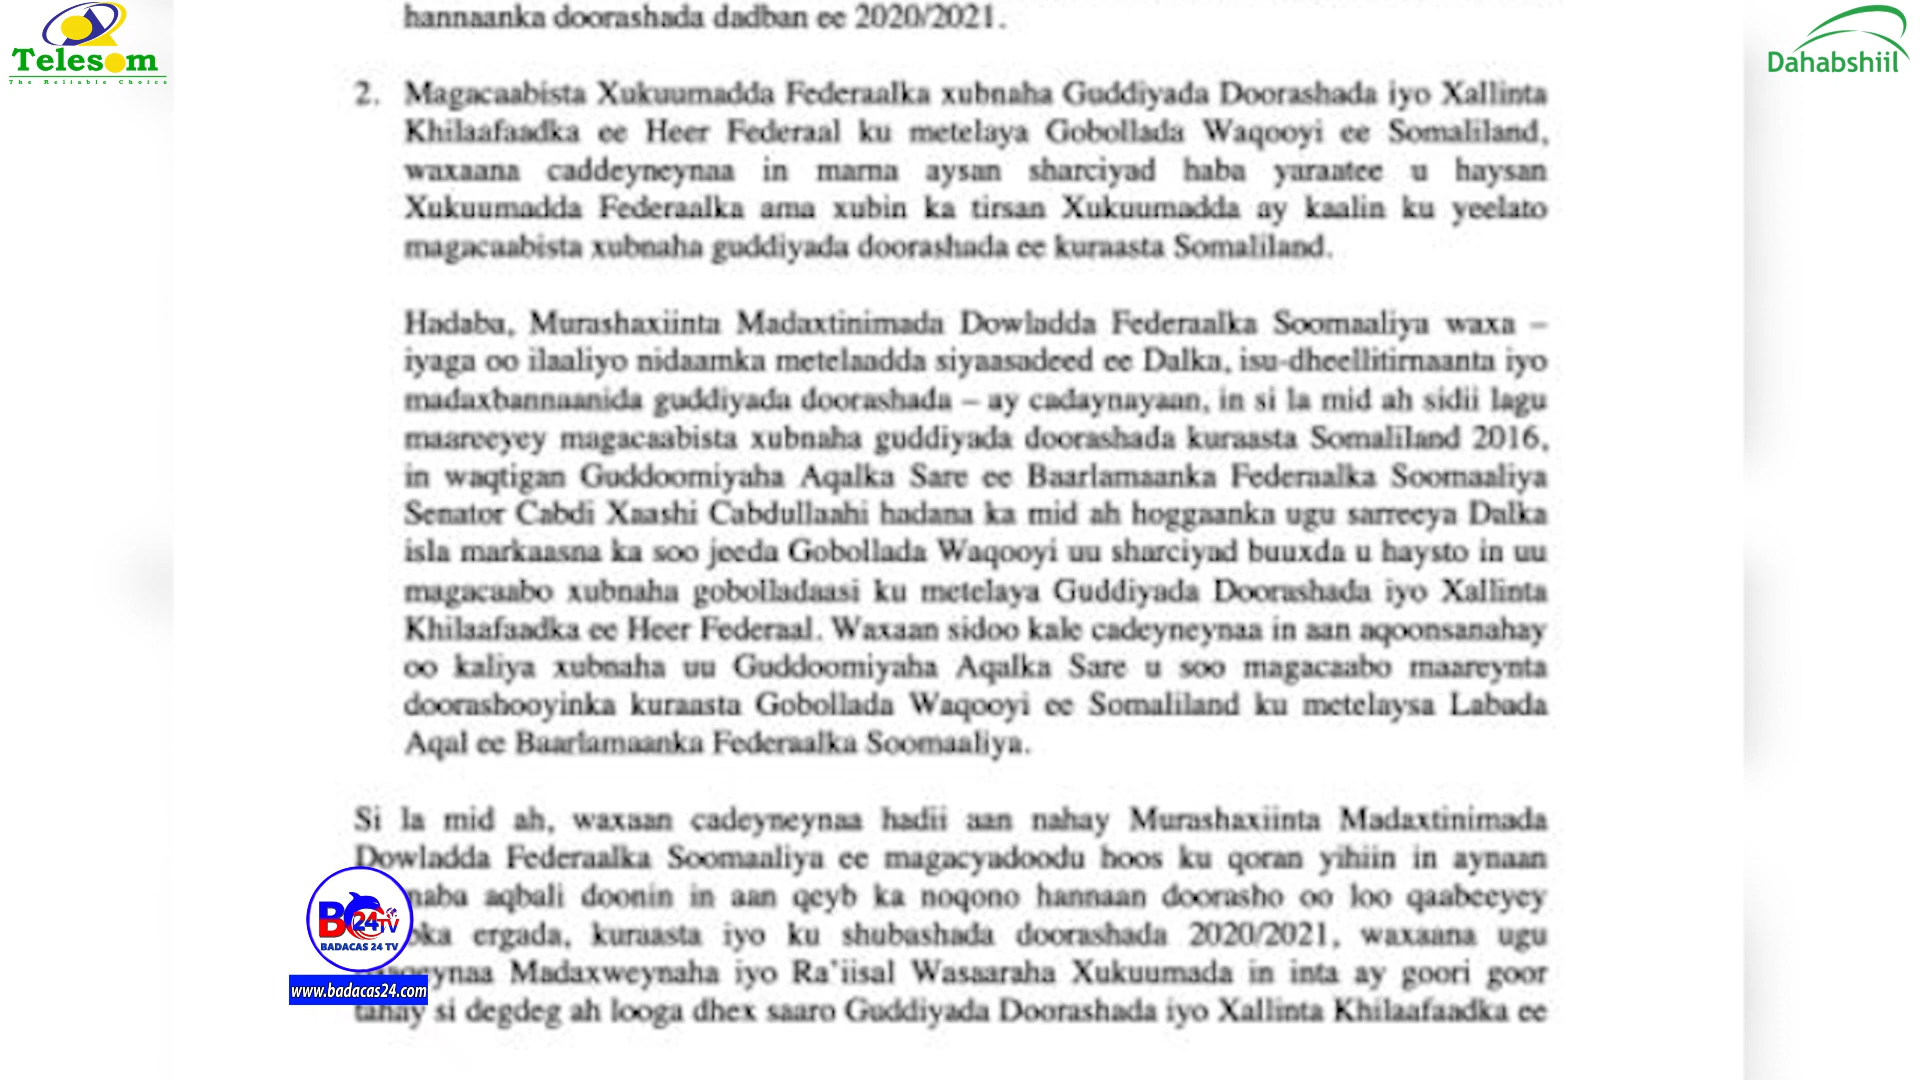 hannaanka doorashada dadban ee 2020/2021.
Telesom
The Reliable Choice
Dahabshiil
2. Magacaabista Xukuumadda Federaalka xubnaha Guddiyada Doorashada iyo Xallinta
Khilaafaadka ee Heer Federaal ku metelaya Gobollada Waqooyi ee Somaliland,
waxaana caddeyneynaa in marna aysan sharciyad haba yaraatee u haysan
Xukuumadda Federaalka ama xubin ka tirsan Xukuumadda ay kaalin ku yeelato
magacaabista xubnaha guddiyada doorashada ee kuraasta Somaliland.
Hadaba, Murashaxiinta Madaxtinimada Dowladda Federaalka Soomaaliya waxa –
iyaga oo ilaaliyo nidaamka metelaadda siyaasadeed ee Dalka, isu-dheellitirnaanta iyo
madaxbannaanida guddiyada doorashada – ay cadaynayaan, in si la mid ah sidii lagu
maareeyey magacaabista xubnaha guddiyada doorashada kuraasta Somaliland 2016,
in waqtigan Guddoomiyaha Aqalka Sare ee Baarlamaanka Federaalka Soomaaliya
Senator Cabdi Xaashi Cabdullaahi hadana ka mid ah hoggaanka ugu sarreeya Dalka
isla markaasna ka soo jeeda Gobollada Waqooyi uu sharciyad buuxda u haysto in uu
magacaabo xubnaha gobolladaasi ku metelaya Guddiyada Doorashada iyo Xallinta
Khilaafaadka ee Heer Federaal. Waxaan sidoo kale cadeyneynaa in aan aqoonsanahay
oo kaliya xubnaha uu Guddoomiyaha Aqalka Sare u soo magacaabo maareynta
doorashooyinka kuraasta Gobollada Waqooyi ee Somaliland ku metelaysa Labada
Aqal ee Baarlamaanka Federaalka Soomaaliya.
Si la mid ah, waxaan cadeyneynaa hadii aan nahay Murashaxiinta Madaxtinimada
Dowladda Federaalka Soomaaliya ee magacyadoodu hoos ku qoran yihiin in aynaan
aqbali doonin in aan qeyb ka noqono hannaan doorasho oo loo qaabeeyey
ergada, kuraasta iyo ku shubashada doorashada 2020/2021, waxaana ugu
Madaxweynaha iyo Ra'iisal Wasaaraha Xukuumada in inta ay goori goor
tahay si degdeg ah looga dhex saaro Guddiyada Doorashada iyo Xallinta Khilaafaadka ee
B 24TV
BADACAS 24 TV
www.badacas24.com